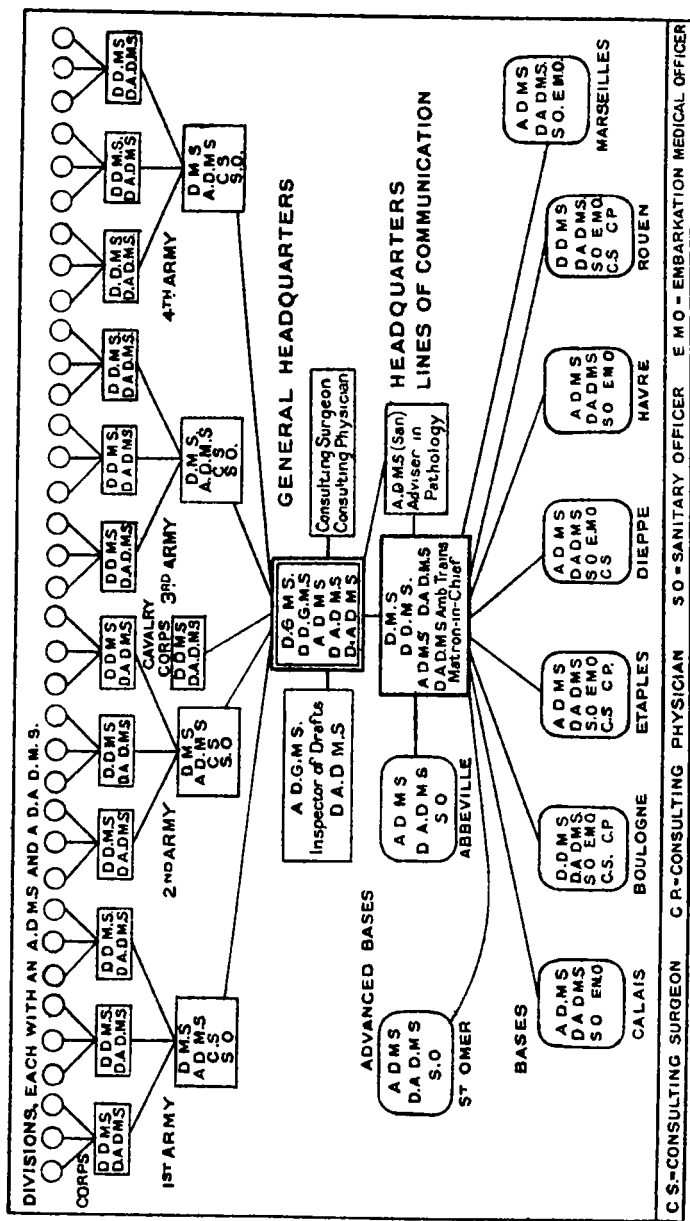 DIVISIONS, EACH WITH AN A.D M S AND A D.A D.M.S.
CORPS
D D M.S
D.A D M S
D D M.S.
D.A.D.M.S
D D M.S
D.A.D.M.S
D D.M.S
D.A D M S
D.D M S
D.A D M S
D D M S
D.A D M S
D D M.S
D.A D.M.S
D D M.S.
D A D M.S
D D M.S.
D.A D.M.S.
D.D M.S.
D.A.D.M.S.
D D M.S.
D.A.D M S
D D M.S
D.A.D.M.S.
1ST ARMY
2ND ARMY
CAVALRY
CORPS
3RD ARMY
4TH ARMY
D M.S
A D M.S
C.S
S O
D M S
A D.M S
C S
S.O
D D M S
D.A.D.M.S
D.M.S
A.D.M.S
C S
S O.
D M S
A.D.M S
C S
S.O.
GENERAL HEADQUARTERS
A D.G.M S.
Inspector of Drafts
D A.D.M.S
D.G M S.
D D.G.M S
A D M S
D.A D.M S
D A D M S
Consulting Surgeon
Consulting Physician
HEADQUARTERS
LINES OF COMMUNICATION
A.D M S (San)
Adviser in
Pathology
D.M.S
D D.M.S.
A D M.S D.A D.M S
D A D.M S Amb Trains
Matron-in-Chief
ADVANCED BASES
A D M S
D.A D M S
S.O
ST OMER
A D M S
D A.D M S
S O
ABBEVILLE
BASES
A D.M S
D A D M.S
S O E M.O
CALAIS
D.D M S
D.A D M.S.
S O E M.O
C.S. C.P
BOULOGNE
A D M S
D A D M S
S.O E M O
C.S C P.
ETAPLES
A D M S
D A D M S
S O E.M.O
C S
DIEPPE
A D M S
D A D M S
S O E M.O
HAVRE
D D M S
D A D M S.
S O E M.O.
C.S C P
ROUEN
A D M S
D A D M.S.
S O. E M.O.
MARSEILLES
C S.=CONSULTING SURGEON C P.=CONSULTING PHYSICIAN S O = SANITARY OFFICER E M O = EMBARKATION MEDICAL OFFICER